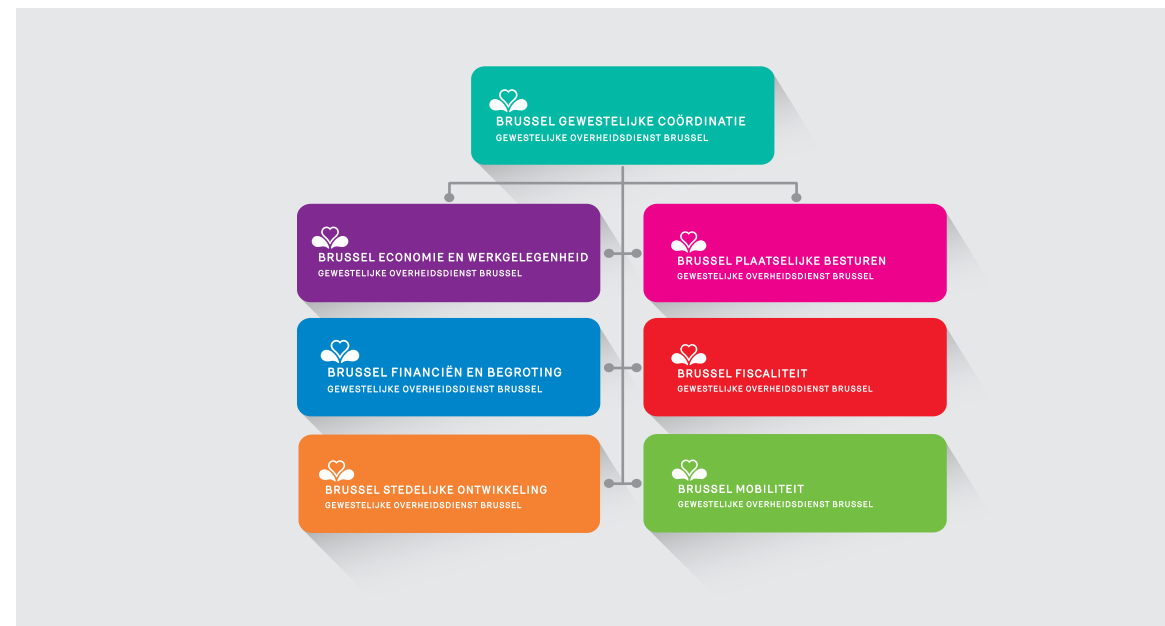 BRUSSEL GEWESTELIJKE COÖRDINATIE
GEWESTELIJKE OVERHEIDSDIENST BRUSSEL
BRUSSEL ECONOMIE EN WERKGELEGENHEID
GEWESTELIJKE OVERHEIDSDIENST BRUSSEL
BRUSSEL PLAATSELIJKE BESTUREN
GEWESTELIJKE OVERHEIDSDIENST BRUSSEL
BRUSSEL FINANCIËN EN BEGROTING
GEWESTELIJKE OVERHEIDSDIENST BRUSSEL
BRUSSEL FISCALITEIT
GEWESTELIJKE OVERHEIDSDIENST BRUSSEL
BRUSSEL STEDELIJKE ONTWIKKELING
GEWESTELIJKE OVERHEIDSDIENST BRUSSEL
BRUSSEL MOBILITEIT
GEWESTELIJKE OVERHEIDSDIENST BRUSSEL